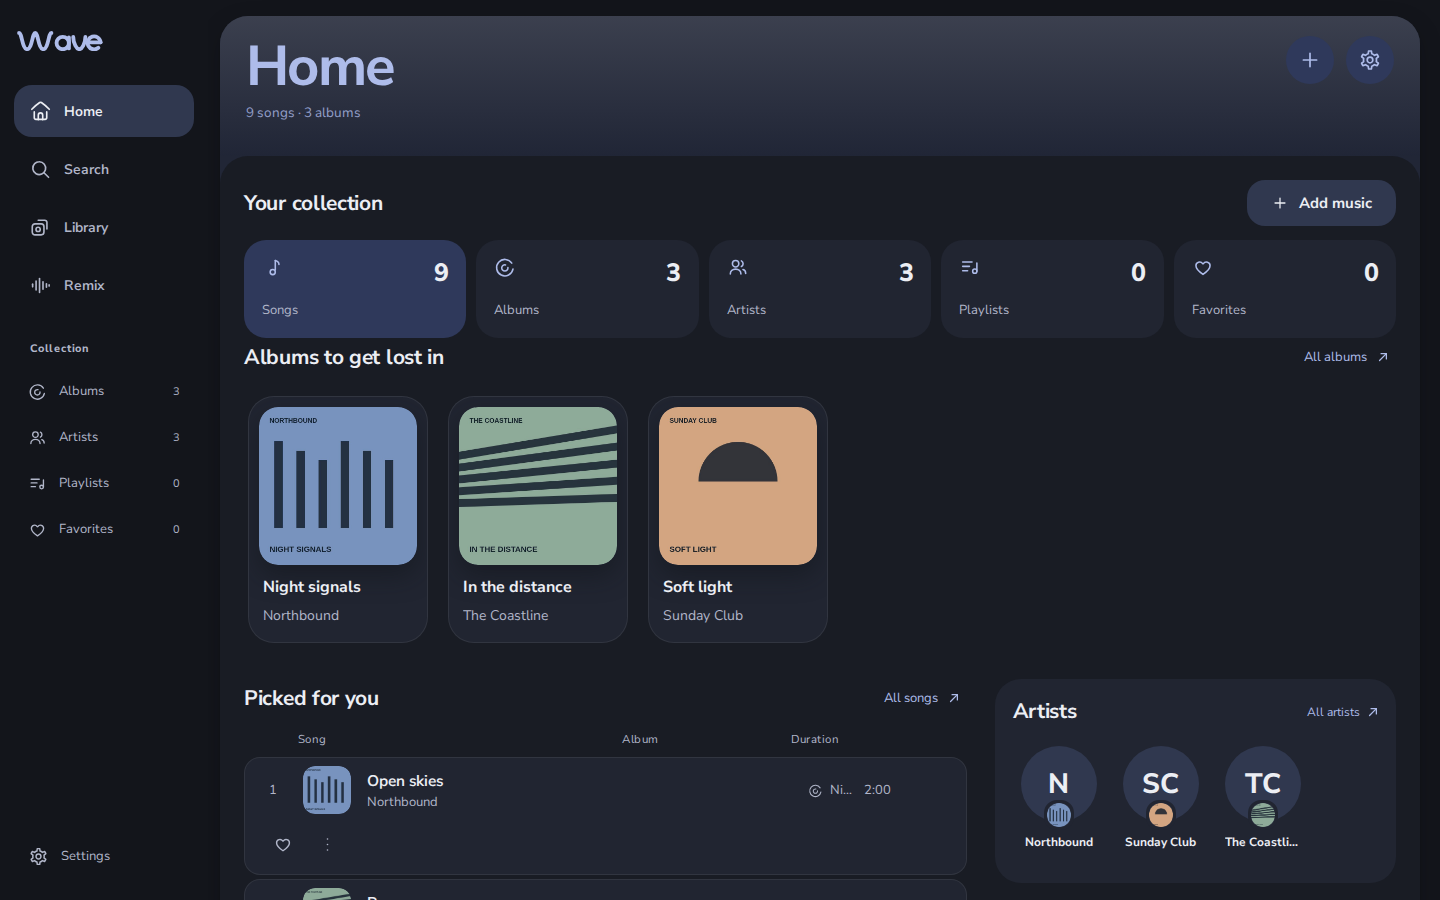 Wave
Home
Search
Library
Remix
Collection
Albums 3
Artists 3
Playlists 0
Favorites 0
Settings
Home
9 songs · 3 albums
Your collection
Add music
9
Songs
3
Albums
3
Artists
0
Playlists
0
Favorites
Albums to get lost in
All albums
NORTHBOUND
NIGHT SIGNALS
Night signals
Northbound
THE COASTLINE
IN THE DISTANCE
In the distance
The Coastline
SUNDAY CLUB
SOFT LIGHT
Soft light
Sunday Club
Picked for you
All songs
Song Album Duration
1
Open skies
Northbound
Ni... 2:00
Artists
All artists
N
Northbound
SC
Sunday Club
TC
The Coastli...